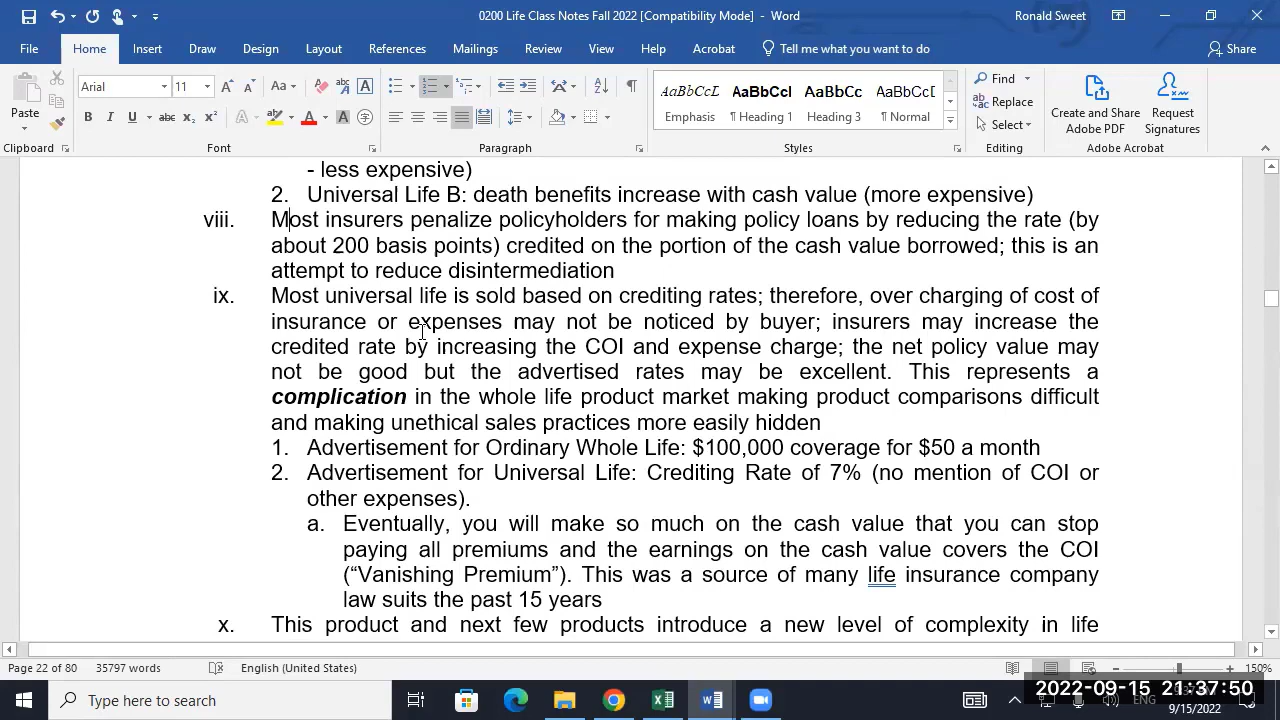 0200 Life Class Notes Fall 2022 [Compatibility Mode] - Word
Ronald Sweet
File Home Insert Draw Design Layout References Mailings Review View Help Acrobat Tell me what you want to do Share
Paste
Clipboard
Arial 11
Font
Paragraph
AaBbCcL AaBbCcl AaBbCc AaBbCcD
Emphasis ¶ Heading 1 Heading 3 ¶ Normal
Styles
Find
Replace
Select
Editing
Create and Share Adobe PDF
Request Signatures
Adobe Acrobat
- less expensive)
2. Universal Life B: death benefits increase with cash value (more expensive)
viii. Most insurers penalize policyholders for making policy loans by reducing the rate (by
about 200 basis points) credited on the portion of the cash value borrowed; this is an
attempt to reduce disintermediation
ix. Most universal life is sold based on crediting rates; therefore, over charging of cost of
insurance or expenses may not be noticed by buyer; insurers may increase the
credited rate by increasing the COI and expense charge; the net policy value may
not be good but the advertised rates may be excellent. This represents a
complication in the whole life product market making product comparisons difficult
and making unethical sales practices more easily hidden
1. Advertisement for Ordinary Whole Life: $100,000 coverage for $50 a month
2. Advertisement for Universal Life: Crediting Rate of 7% (no mention of COI or
other expenses).
a. Eventually, you will make so much on the cash value that you can stop
paying all premiums and the earnings on the cash value covers the COI
(“Vanishing Premium”). This was a source of many life insurance company
law suits the past 15 years
x. This product and next few products introduce a new level of complexity in life
Page 22 of 80 35797 words English (United States) 150%
Type here to search
2022-09-15 21:37:50
ENG
9/15/2022